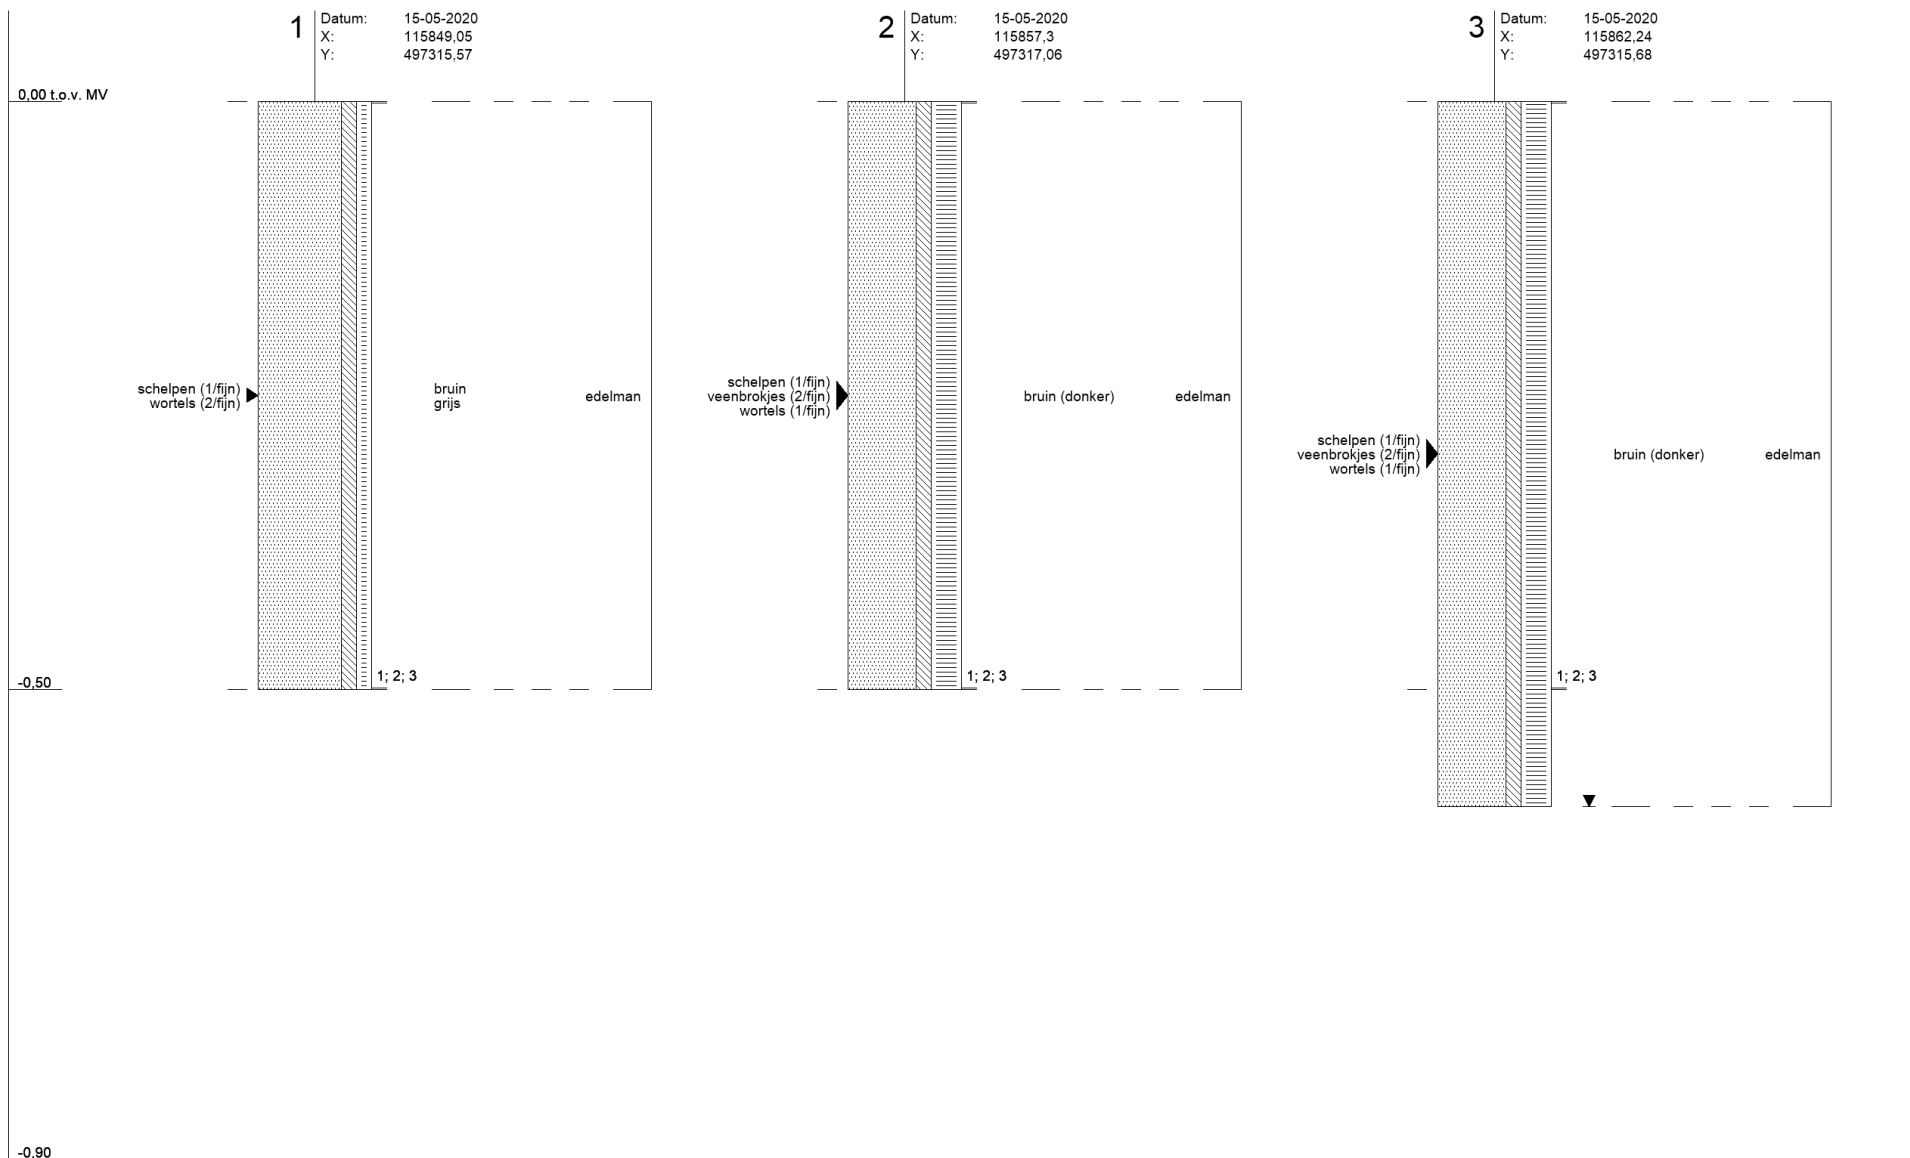 1
Datum: 15-05-2020
X: 115849,05
Y: 497315,57
2
Datum: 15-05-2020
X: 115857,3
Y: 497317,06
3
Datum: 15-05-2020
X: 115862,24
Y: 497315,68
0,00 t.o.v. MV
schelpen (1/fijn)
wortels (2/fijn)
bruin
grijs
edelman
1; 2; 3
schelpen (1/fijn)
veenbrokjes (2/fijn)
wortels (1/fijn)
bruin (donker)
edelman
1; 2; 3
schelpen (1/fijn)
veenbrokjes (2/fijn)
wortels (1/fijn)
bruin (donker)
edelman
1; 2; 3
-0,50
-0,90